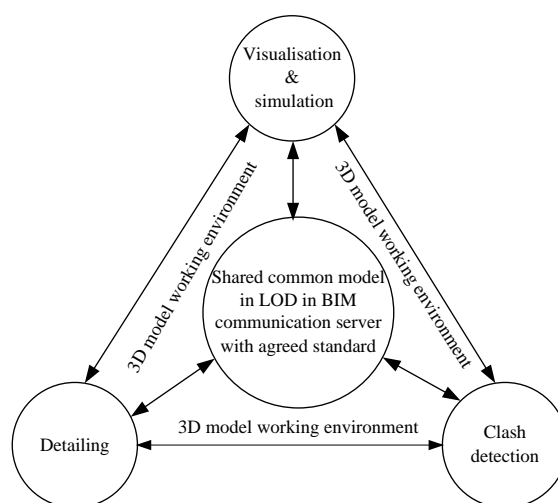 Visualisation
&
simulation
3D model working environment
3D model working environment
Shared common model
in LOD in BIM
communication server
with agreed standard
Detailing
3D model working environment
Clash
detection